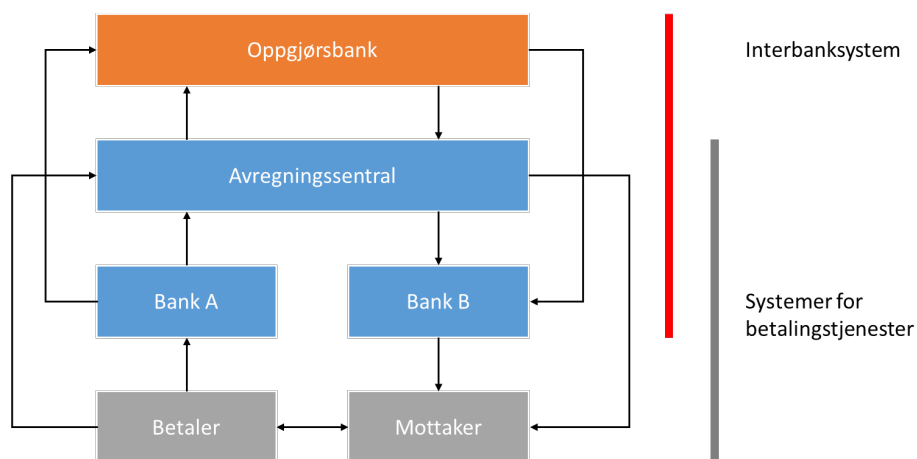 Oppgjørsbank
Interbanksystem
Avregningssentral
Bank A
Bank B
Systemer for
betalingstjenester
Betaler
Mottaker